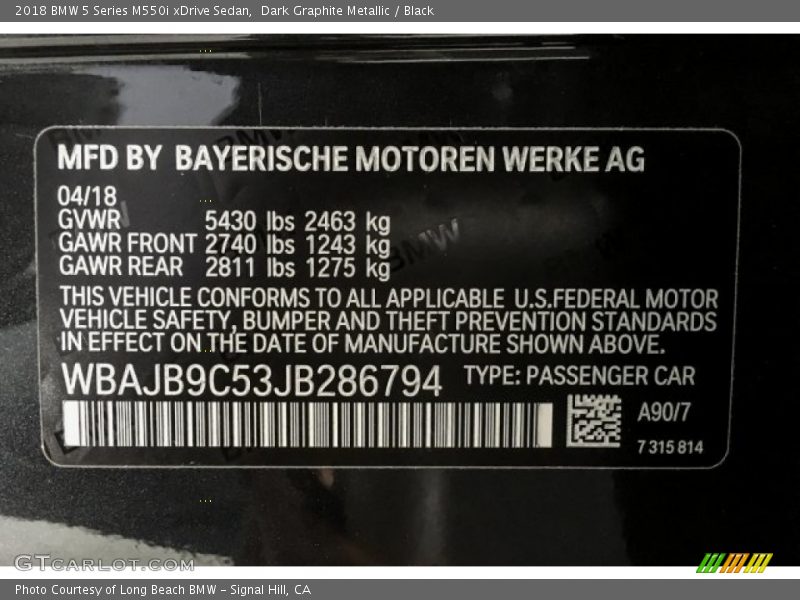 2018 BMW 5 Series M550i xDrive Sedan,  Dark Graphite Metallic / Black
MFD BY BAYERISCHE MOTOREN WERKE AG
04/18
GVWR 5430 lbs 2463 kg
GAWR FRONT 2740 lbs 1243 kg
GAWR REAR 2811 lbs 1275 kg
THIS VEHICLE CONFORMS TO ALL APPLICABLE U.S.FEDERAL MOTOR
VEHICLE SAFETY, BUMPER AND THEFT PREVENTION STANDARDS
IN EFFECT ON THE DATE OF MANUFACTURE SHOWN ABOVE.
WBAJB9C53JB286794 TYPE: PASSENGER CAR
A90/7
7 315 814
BMW
GTCARLOT.COM
Photo Courtesy of Long Beach BMW - Signal Hill, CA